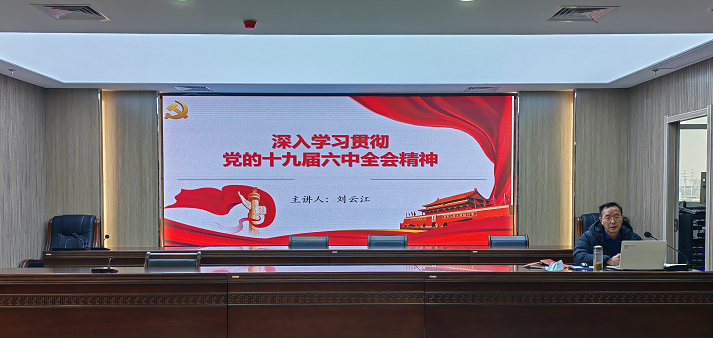 深入学习贯彻
党的十九届六中全会精神
主讲人：刘云江